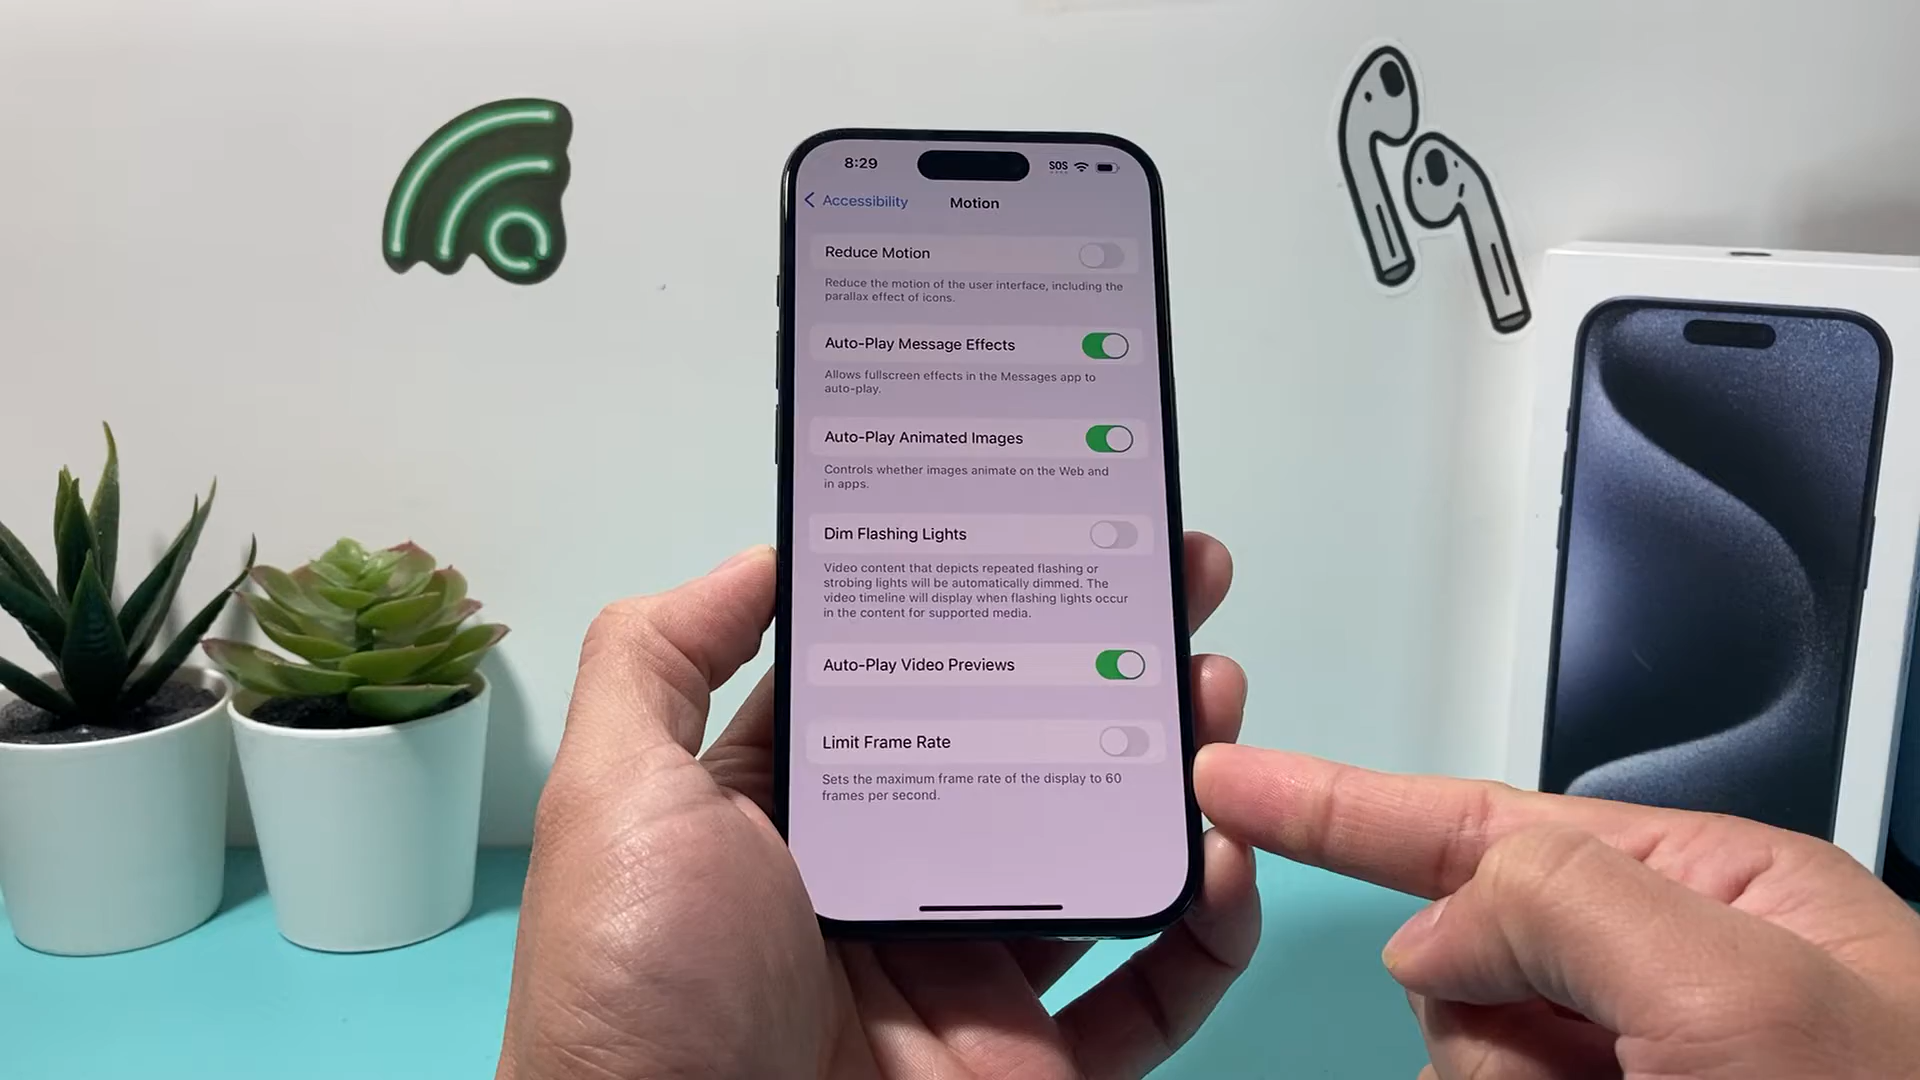 8:29
SOS
Accessibility
Motion
Reduce Motion
Reduce the motion of the user interface, including the
parallax effect of icons.
Auto-Play Message Effects
Allows fullscreen effects in the Messages app to
auto-play.
Auto-Play Animated Images
Controls whether images animate on the Web and
in apps.
Dim Flashing Lights
Video content that depicts repeated flashing or
strobing lights will be automatically dimmed. The
video timeline will display when flashing lights occur
in the content for supported media.
Auto-Play Video Previews
Limit Frame Rate
Sets the maximum frame rate of the display to 60
frames per second.